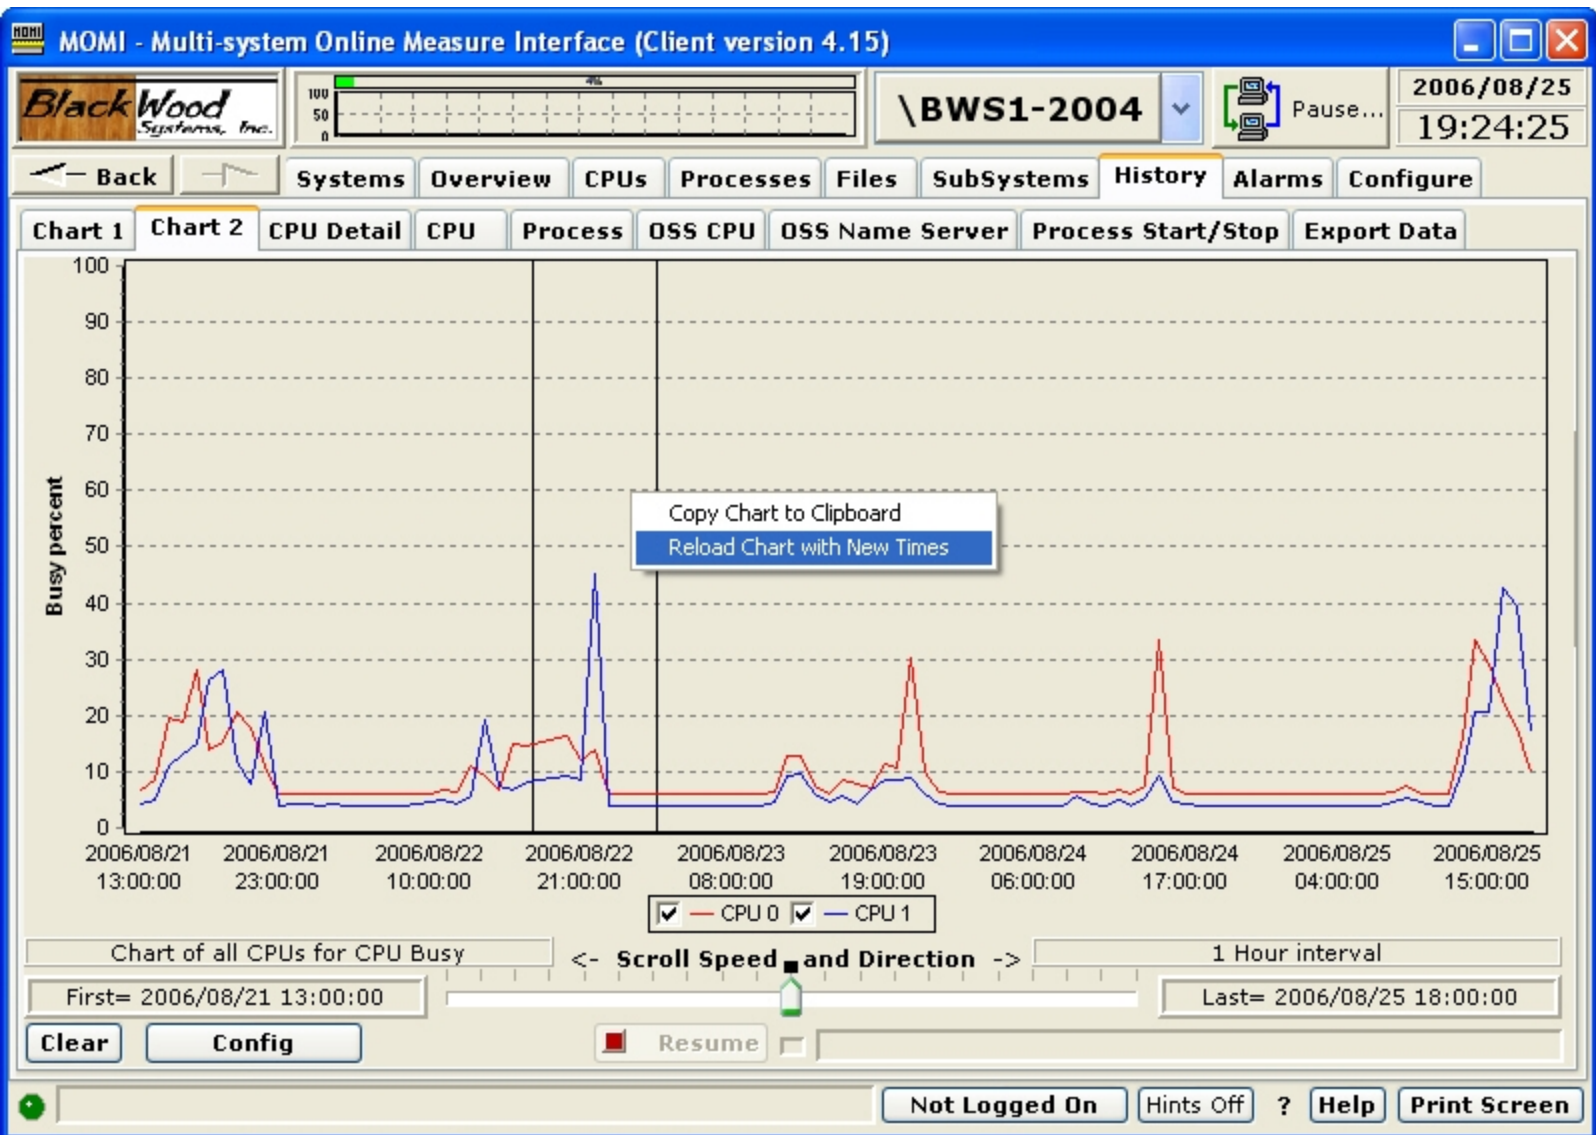 MOMI
MOMI - Multi-system Online Measure Interface (Client version 4.15)
BlackWood
Systems, Inc.
4%
100
50
0
\BWS1-2004
Pause...
2006/08/25
19:24:25
Back
Systems
Overview
CPUs
Processes
Files
SubSystems
History
Alarms
Configure
Chart 1
Chart 2
CPU Detail
CPU
Process
OSS CPU
OSS Name Server
Process Start/Stop
Export Data
Busy percent
100
90
80
70
60
50
40
30
20
10
0
Copy Chart to Clipboard
Reload Chart with New Times
2006/08/21 2006/08/21 2006/08/22 2006/08/22 2006/08/23 2006/08/23 2006/08/24 2006/08/24 2006/08/25 2006/08/25
13:00:00 23:00:00 10:00:00 21:00:00 08:00:00 19:00:00 06:00:00 17:00:00 04:00:00 15:00:00
CPU 0 CPU 1
Chart of all CPUs for CPU Busy
<- Scroll Speed and Direction ->
1 Hour interval
First= 2006/08/21 13:00:00
Last= 2006/08/25 18:00:00
Clear
Config
Resume
Not Logged On
Hints Off
?
Help
Print Screen